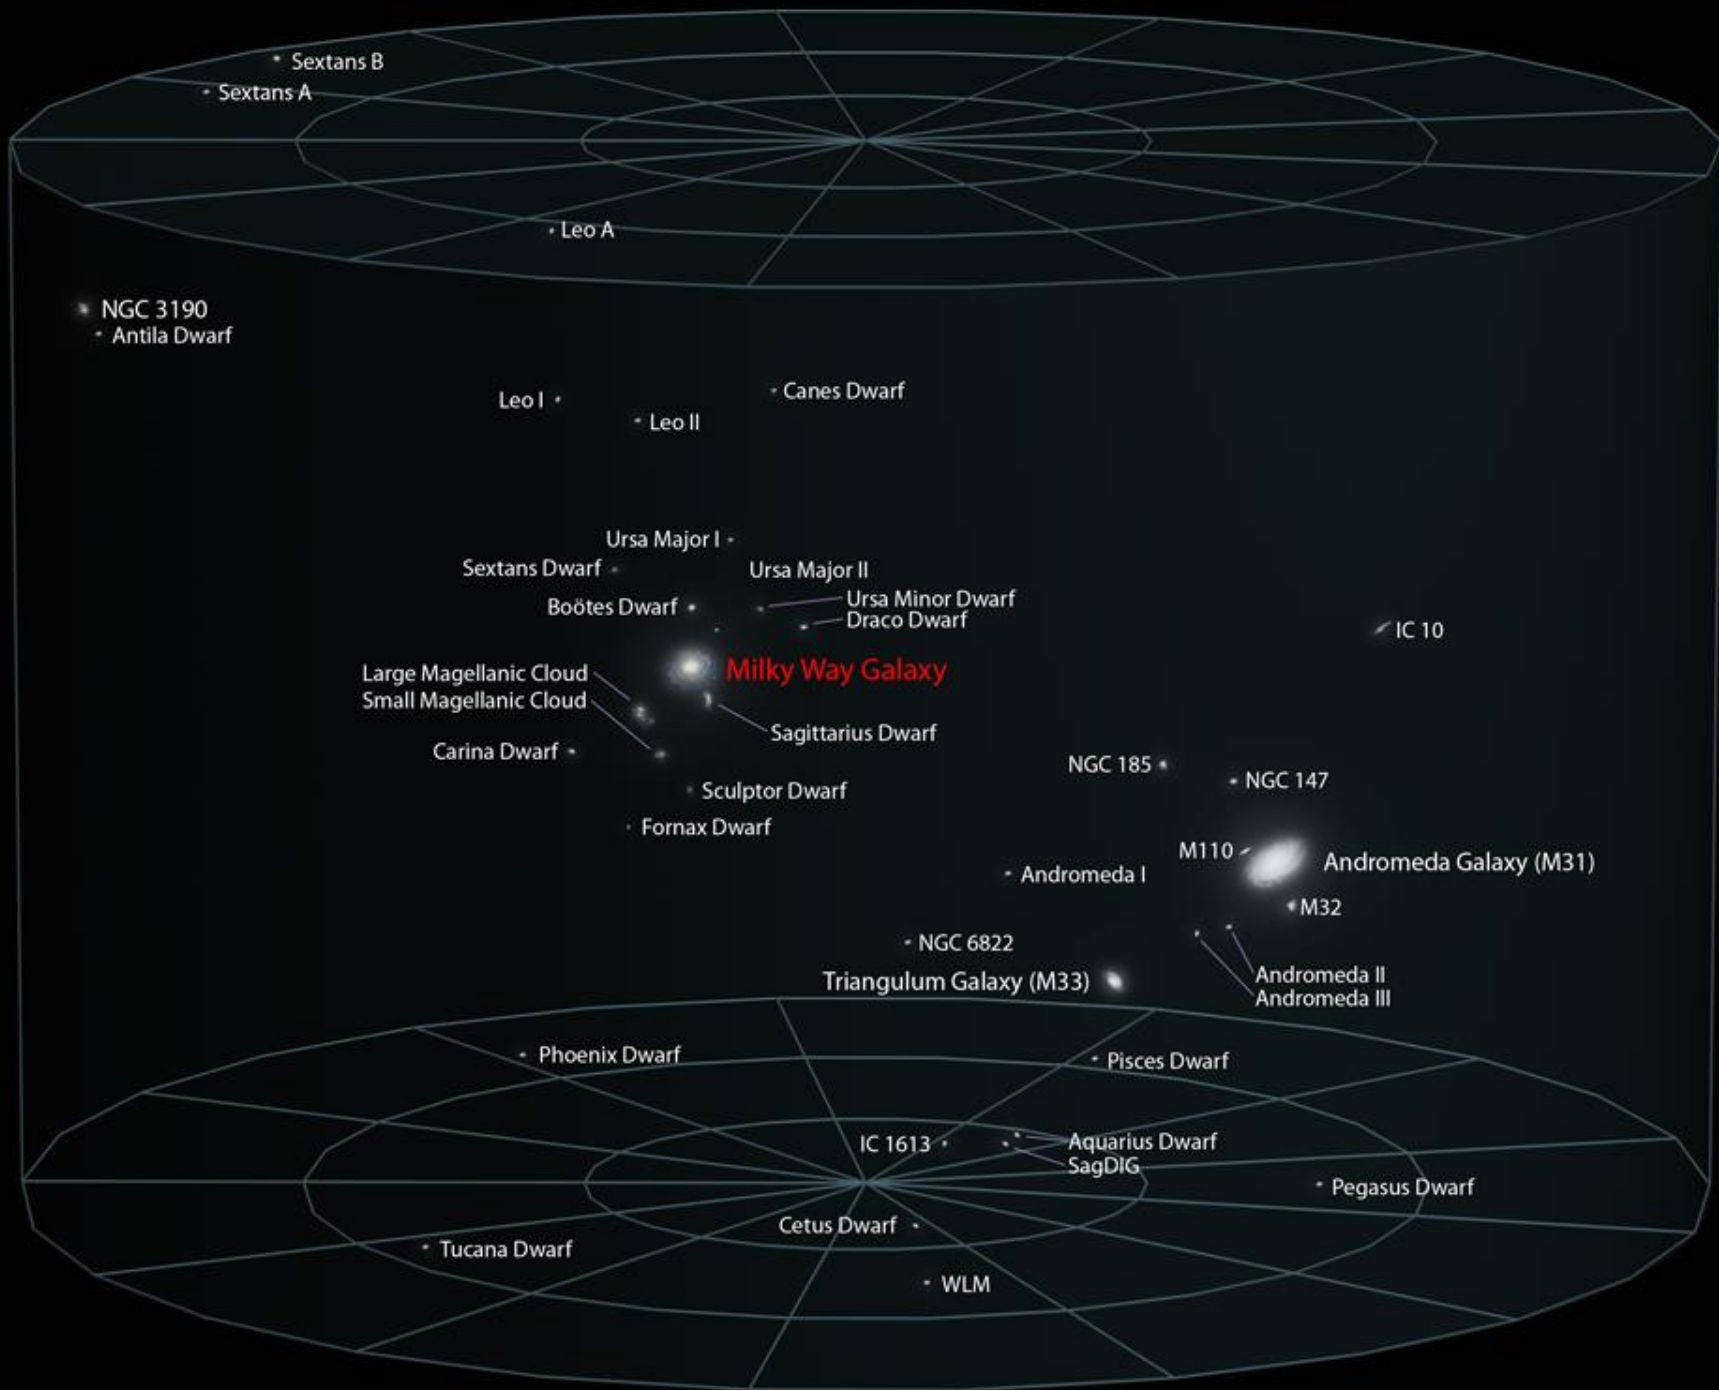 Sextans B
Sextans A
Leo A
NGC 3190
Antila Dwarf
Canes Dwarf
Leo I
Leo II
Ursa Major I
Sextans Dwarf
Ursa Major II
Ursa Minor Dwarf
Boötes Dwarf
Draco Dwarf
IC 10
Milky Way Galaxy
Large Magellanic Cloud
Small Magellanic Cloud
Sagittarius Dwarf
Carina Dwarf
NGC 185
NGC 147
Sculptor Dwarf
Fornax Dwarf
M110
Andromeda Galaxy (M31)
Andromeda I
M32
NGC 6822
Andromeda II
Triangulum Galaxy (M33)
Andromeda III
Phoenix Dwarf
Pisces Dwarf
IC 1613
Aquarius Dwarf
SagDIG
Pegasus Dwarf
Cetus Dwarf
Tucana Dwarf
WLM